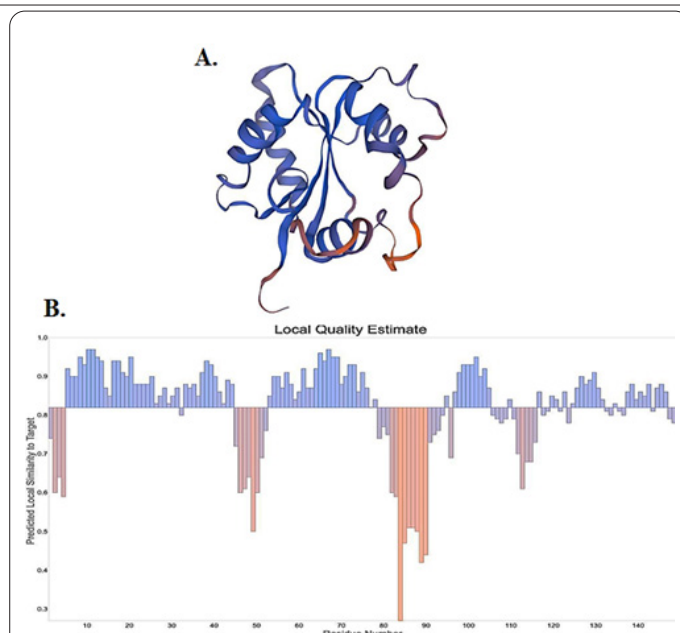 A.
B.
Local Quality Estimate
Predicted Local Similarity to Target
1.0
0.9
0.8
0.7
0.6
0.5
0.4
0.3
10 20 30 40 50 60 70 80 90 100 110 120 130 140
Residue Number